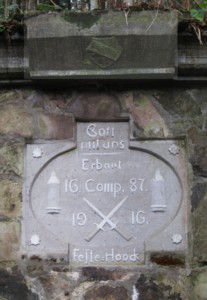 Gott
mit uns
Erbaut
16. Comp. 87.
19 16.
Feste Hood